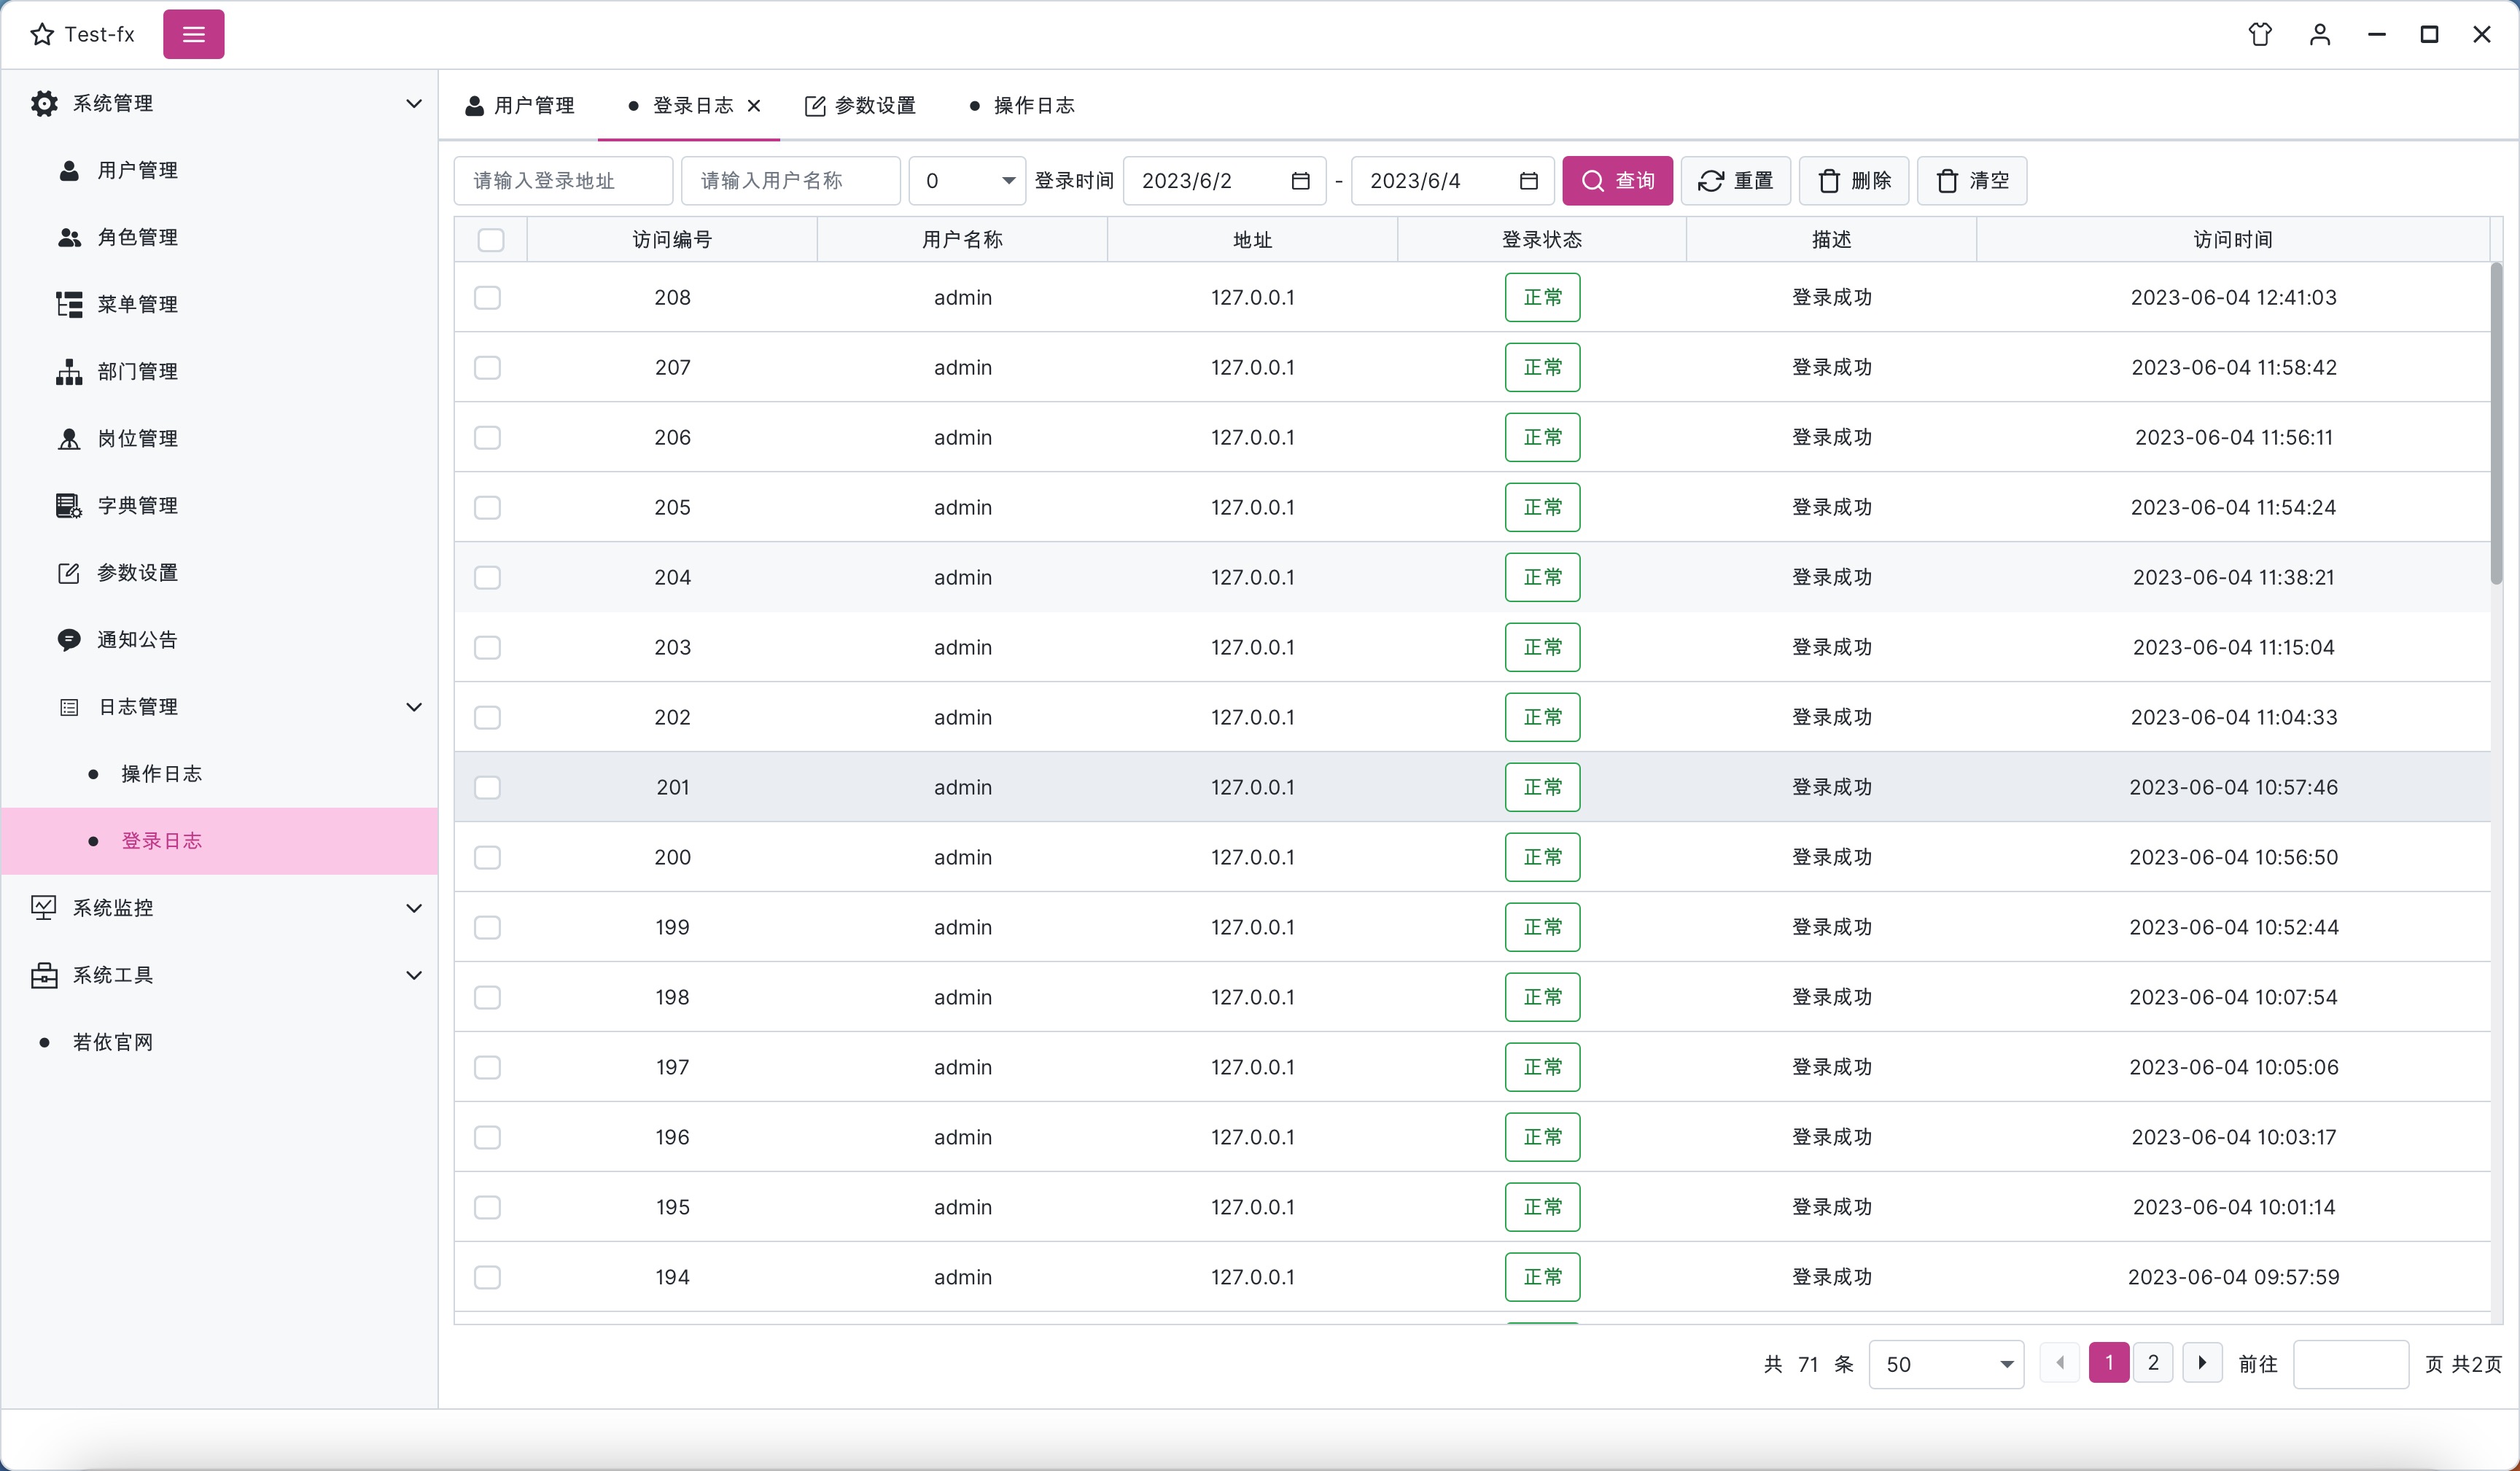 Test-fx
系统管理
用户管理
角色管理
菜单管理
部门管理
岗位管理
字典管理
参数设置
通知公告
日志管理
操作日志
登录日志
系统监控
系统工具
若依官网
用户管理 登录日志 参数设置 操作日志
请输入登录地址 请输入用户名称 0 登录时间 2023/6/2 - 2023/6/4 查询 重置 删除 清空
访问编号 用户名称 地址 登录状态 描述 访问时间
208 admin 127.0.0.1 正常 登录成功 2023-06-04 12:41:03
207 admin 127.0.0.1 正常 登录成功 2023-06-04 11:58:42
206 admin 127.0.0.1 正常 登录成功 2023-06-04 11:56:11
205 admin 127.0.0.1 正常 登录成功 2023-06-04 11:54:24
204 admin 127.0.0.1 正常 登录成功 2023-06-04 11:38:21
203 admin 127.0.0.1 正常 登录成功 2023-06-04 11:15:04
202 admin 127.0.0.1 正常 登录成功 2023-06-04 11:04:33
201 admin 127.0.0.1 正常 登录成功 2023-06-04 10:57:46
200 admin 127.0.0.1 正常 登录成功 2023-06-04 10:56:50
199 admin 127.0.0.1 正常 登录成功 2023-06-04 10:52:44
198 admin 127.0.0.1 正常 登录成功 2023-06-04 10:07:54
197 admin 127.0.0.1 正常 登录成功 2023-06-04 10:05:06
196 admin 127.0.0.1 正常 登录成功 2023-06-04 10:03:17
195 admin 127.0.0.1 正常 登录成功 2023-06-04 10:01:14
194 admin 127.0.0.1 正常 登录成功 2023-06-04 09:57:59
共 71 条 50 1 2 前往 页 共2页